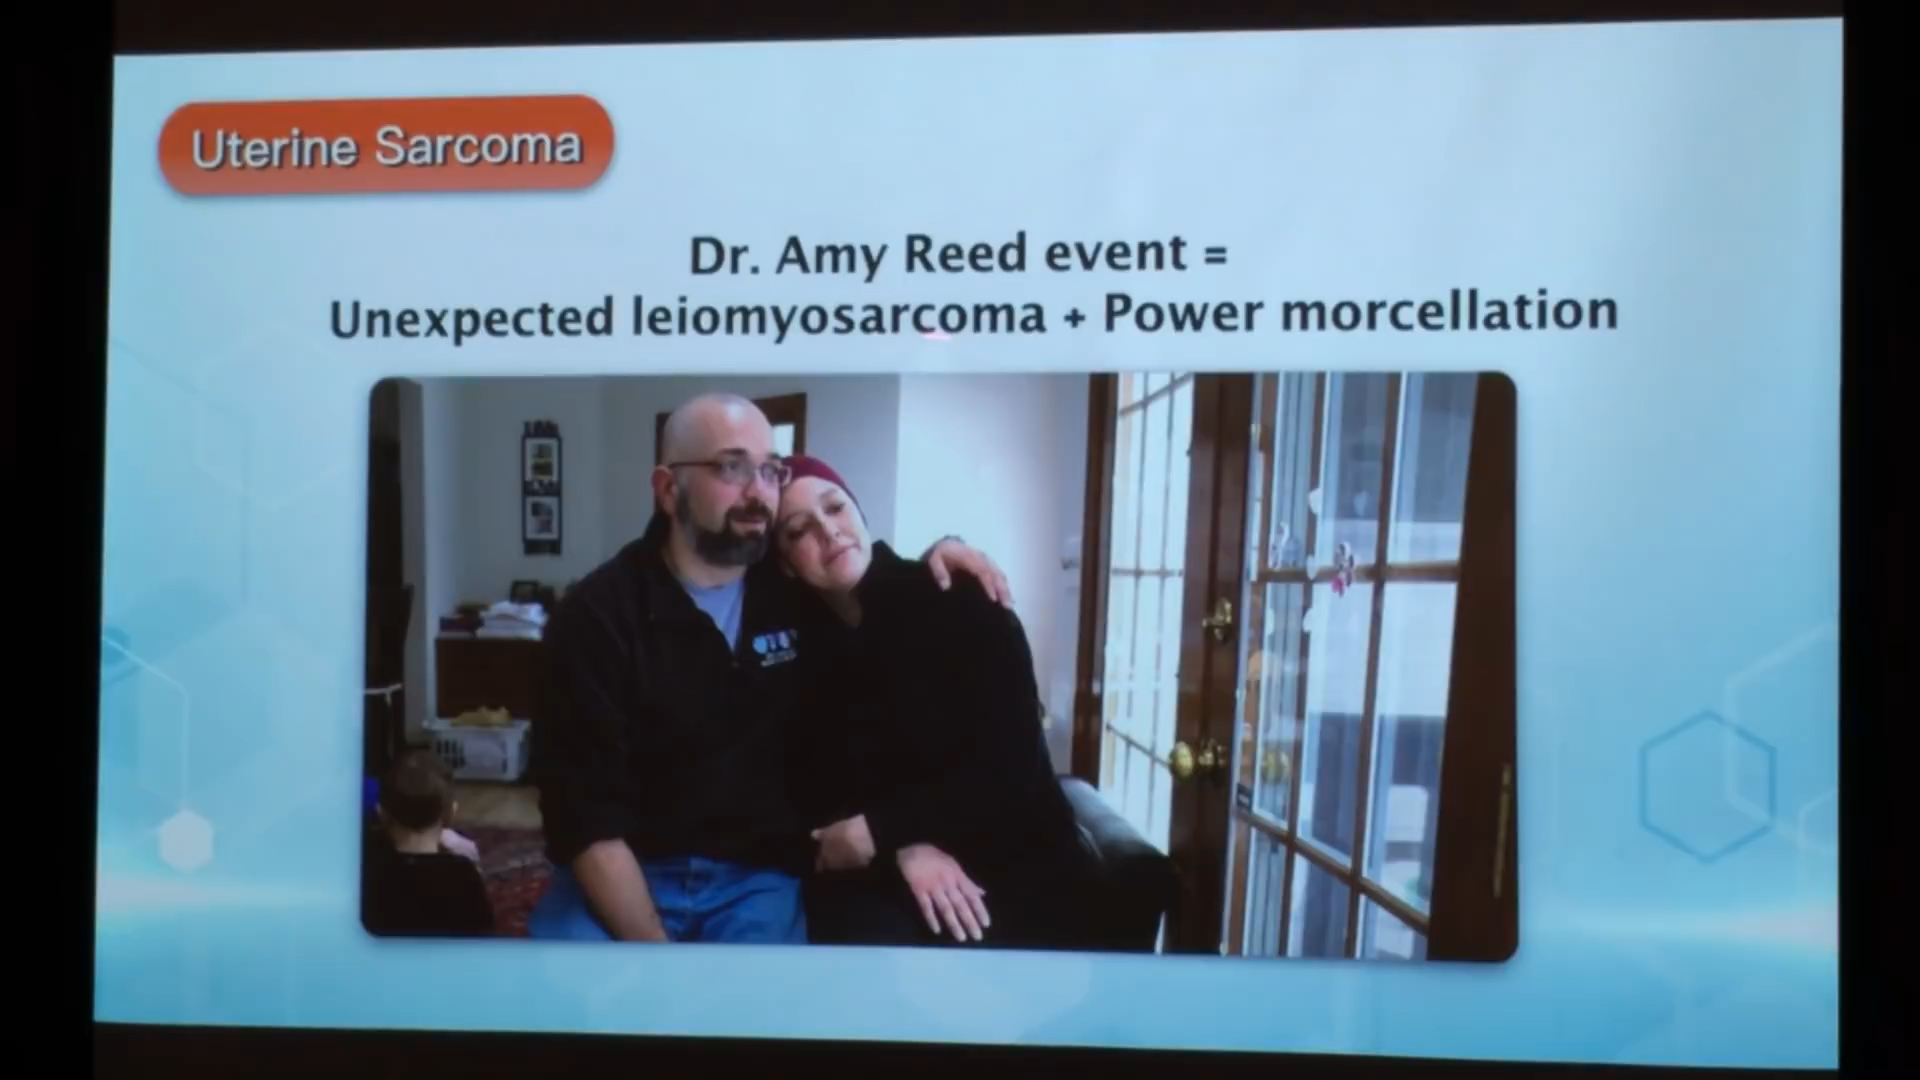 Uterine Sarcoma
Dr. Amy Reed event =
Unexpected leiomyosarcoma + Power morcellation